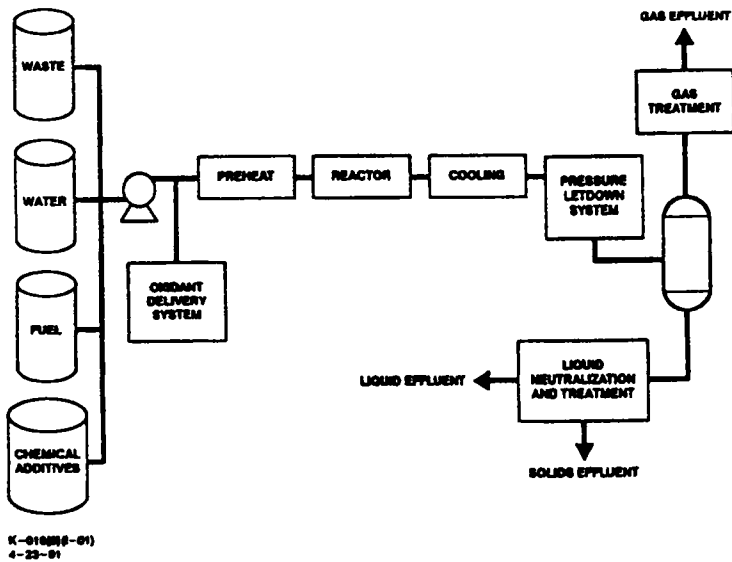 GAS EFFLUENT
WASTE
GAS
TREATMENT
WATER
PREHEAT
REACTOR
COOLING
PRESSURE
LETDOWN
SYSTEM
OXIDANT
DELIVERY
SYSTEM
FUEL
LIQUID EFFLUENT
LIQUID
NEUTRALIZATION
AND TREATMENT
CHEMICAL
ADDITIVES
SOLIDS EFFLUENT
4-23-91